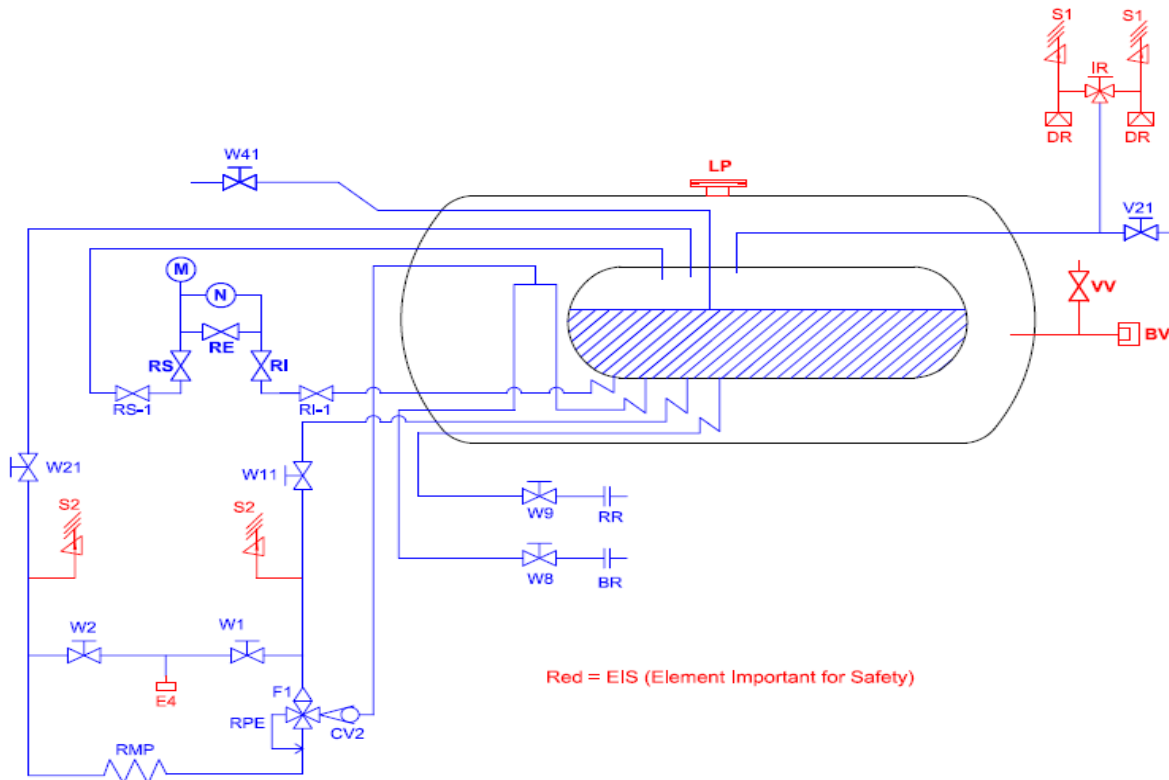 S1 S1
IR
DR DR
W41
LP
V21
M
N
VV
RE
BV
RS RI
RS-1 RI-1
W21 W11
W9 RR
S2 S2
W8 BR
W2 W1
Red = EIS (Element Important for Safety)
E4 F1
RPE CV2
RMP